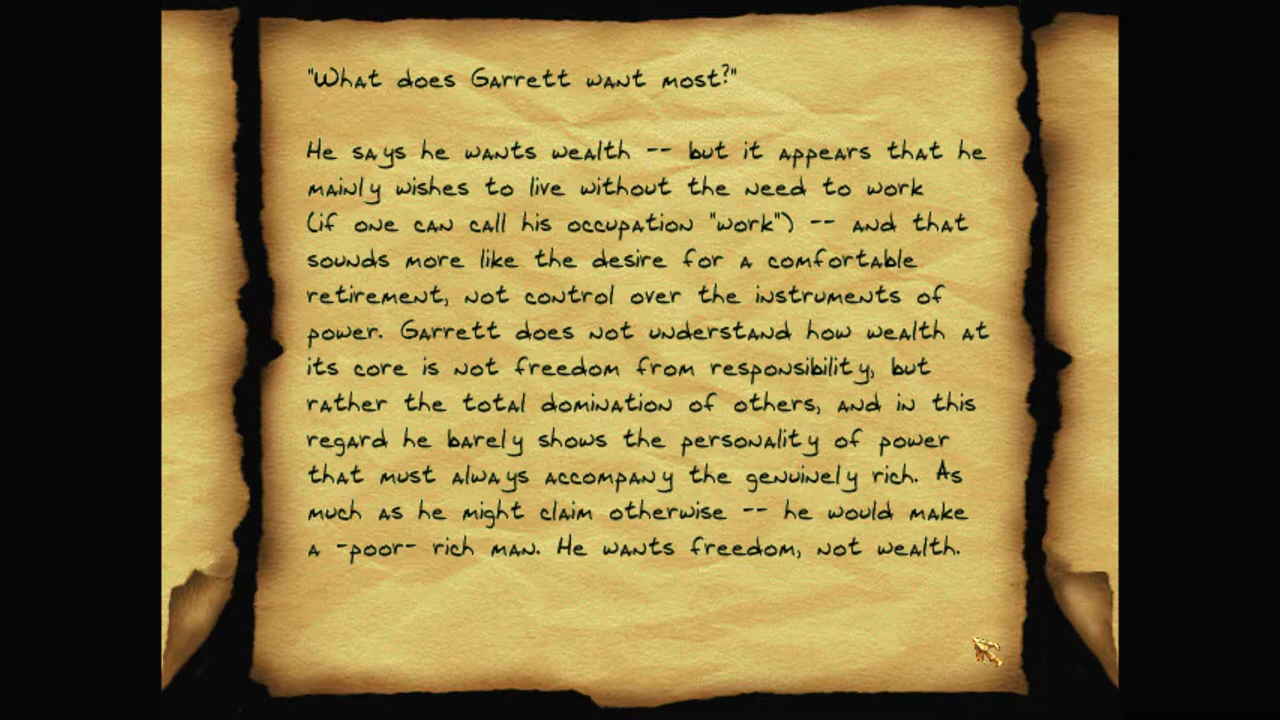 "What does Garrett want most?"
He says he wants wealth -- but it appears that he
mainly wishes to live without the need to work
(if one can call his occupation "work") -- and that
sounds more like the desire for a comfortable
retirement, not control over the instruments of
power. Garrett does not understand how wealth at
its core is not freedom from responsibility, but
rather the total domination of others, and in this
regard he barely shows the personality of power
that must always accompany the genuinely rich. As
much as he might claim otherwise -- he would make
a -poor- rich man. He wants freedom, not wealth.